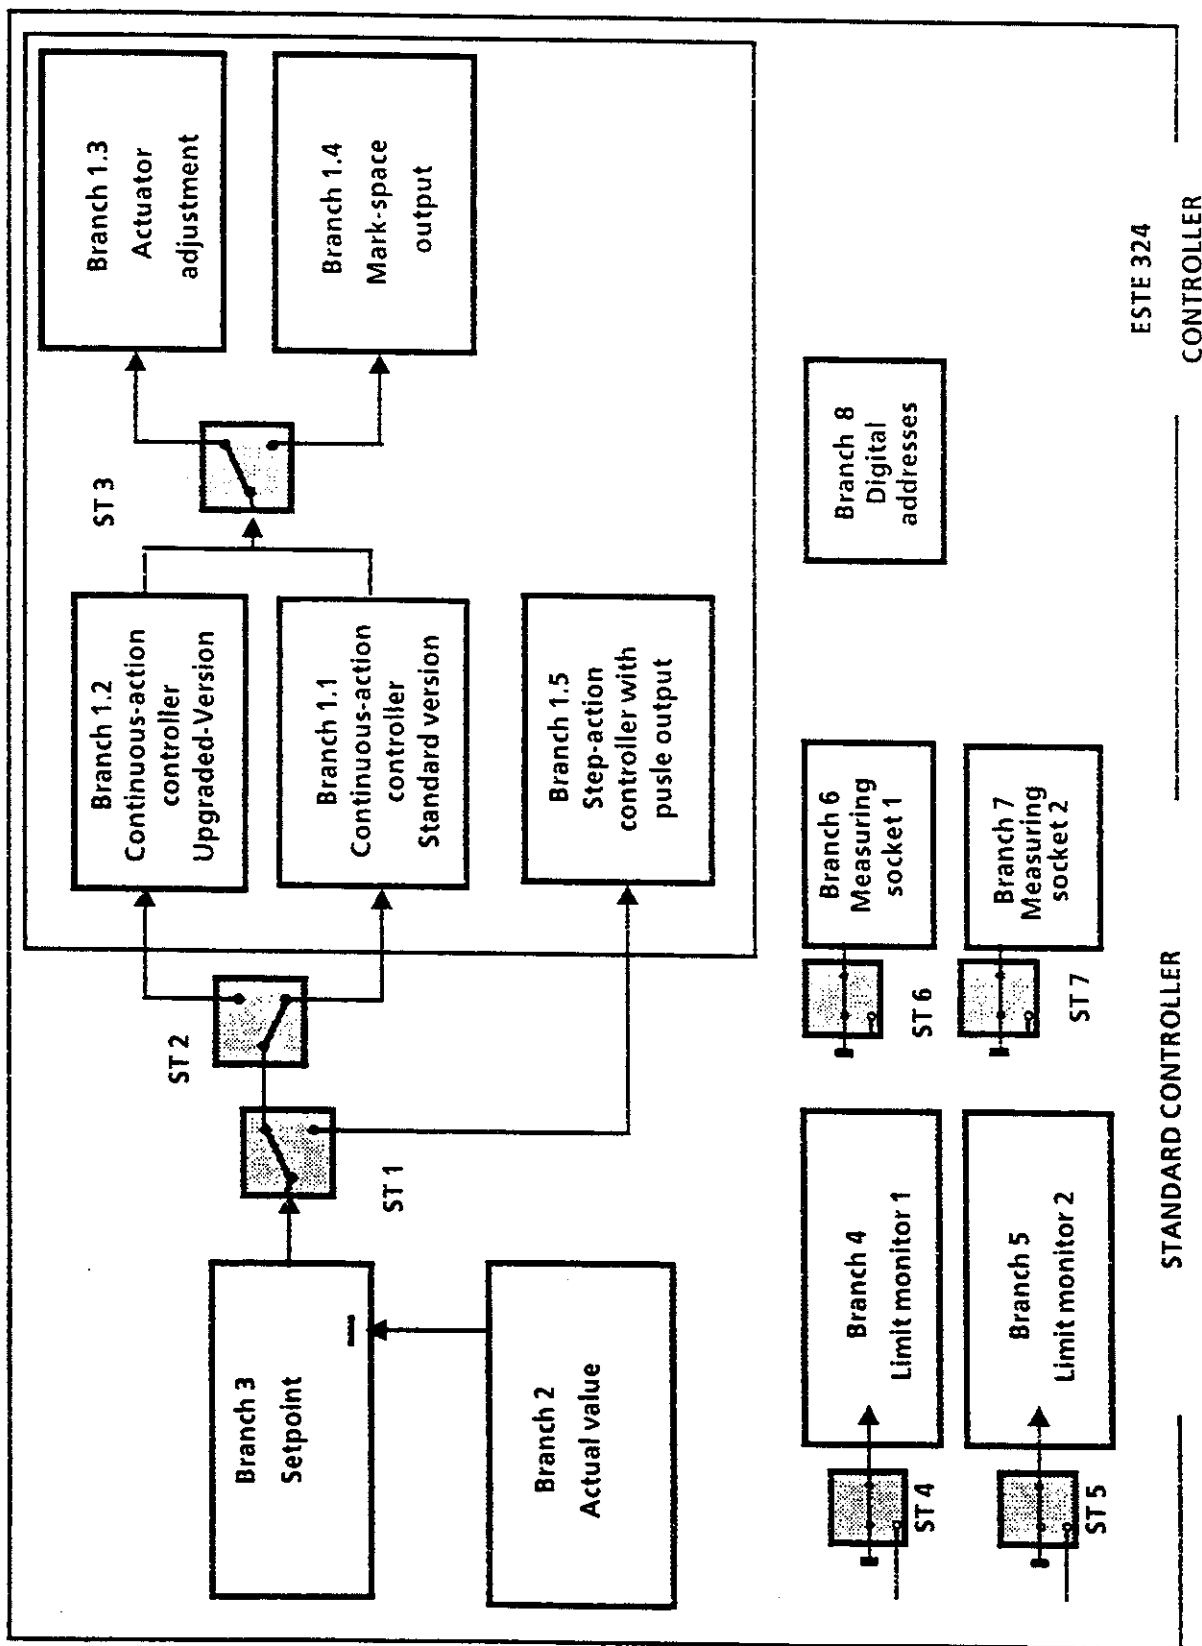 Branch 3
Setpoint
Branch 2
Actual value
ST 1
ST 2
Branch 1.2
Continuous-action
controller
Upgraded-Version
Branch 1.1
Continuous-action
controller
Standard version
Branch 1.5
Step-action
controller with
pusle output
ST 3
Branch 1.3
Actuator
adjustment
Branch 1.4
Mark-space
output
ST 4
Branch 4
Limit monitor 1
ST 5
Branch 5
Limit monitor 2
ST 6
Branch 6
Measuring
socket 1
ST 7
Branch 7
Measuring
socket 2
Branch 8
Digital
addresses
STANDARD CONTROLLER
ESTE 324
CONTROLLER